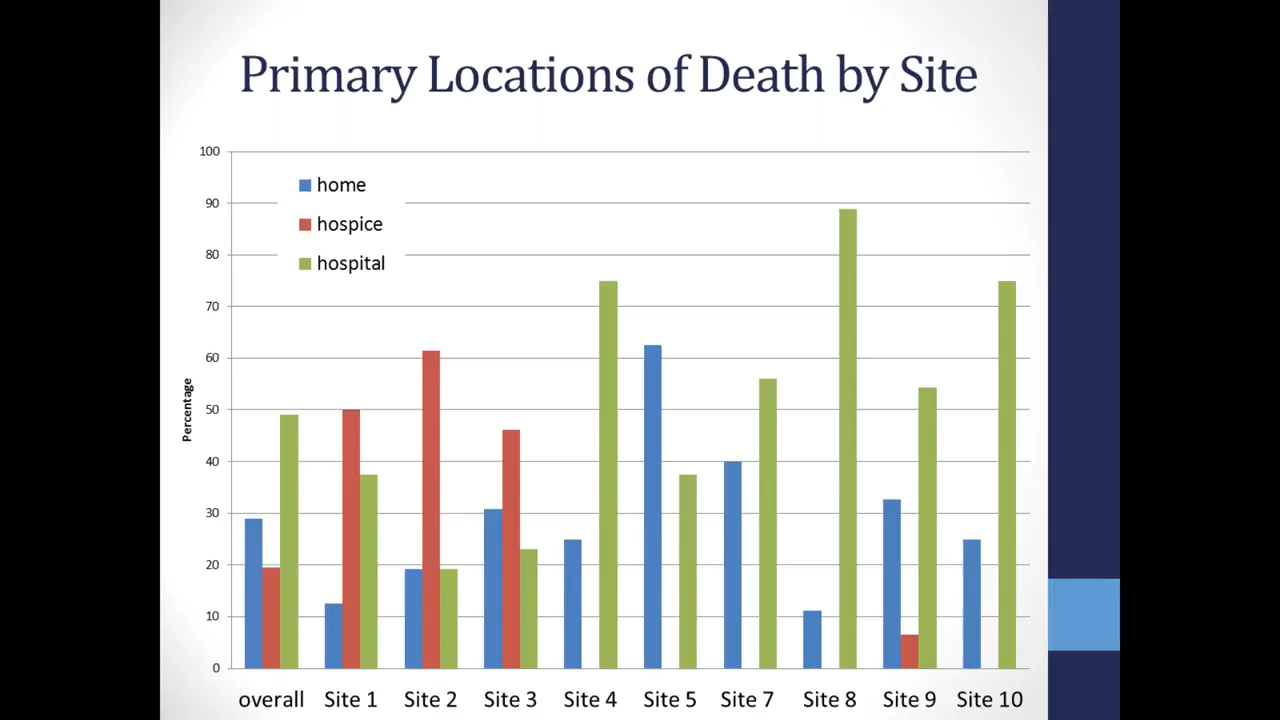 Primary Locations of Death by Site
100
90
80
70
60
50
40
30
20
10
0
Percentage
home
hospice
hospital
overall Site 1 Site 2 Site 3 Site 4 Site 5 Site 7 Site 8 Site 9 Site 10